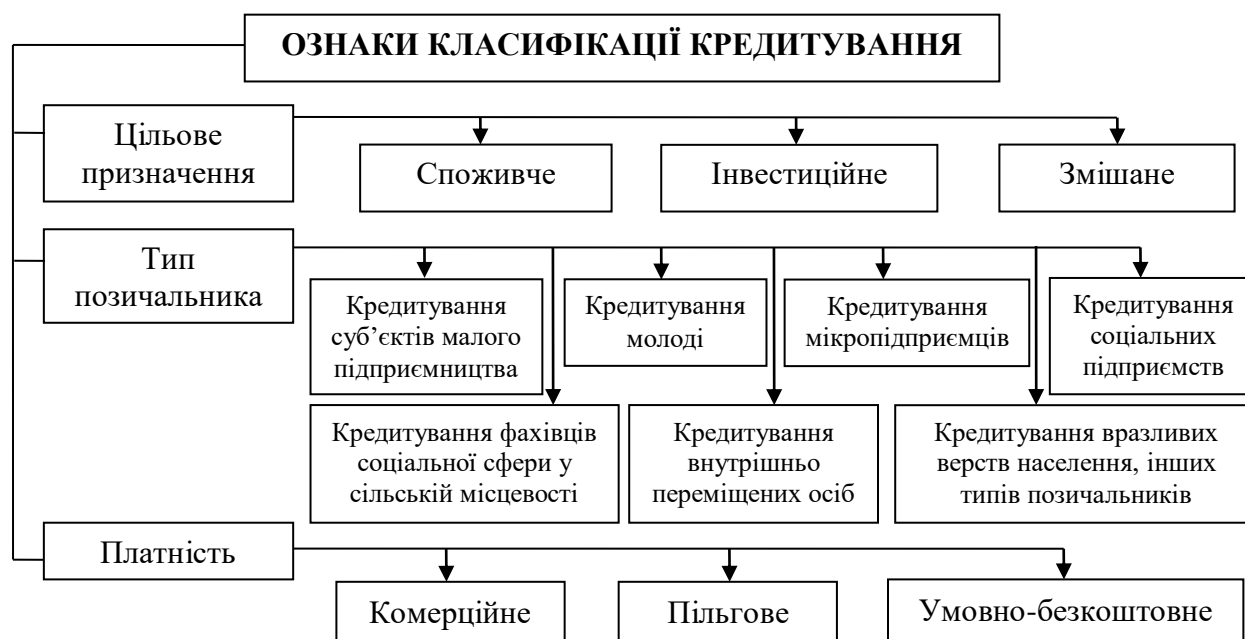 ОЗНАКИ КЛАСИФІКАЦІЇ КРЕДИТУВАННЯ
Цільове
призначення
Споживче
Інвестиційне
Змішане
Тип
позичальника
Кредитування
суб’єктів малого
підприємництва
Кредитування
молоді
Кредитування
мікропідприємців
Кредитування
соціальних
підприємств
Кредитування фахівців
соціальної сфери у
сільській місцевості
Кредитування
внутрішньо
переміщених осіб
Кредитування вразливих
верств населення, інших
типів позичальників
Платність
Комерційне
Пільгове
Умовно-безкоштовне